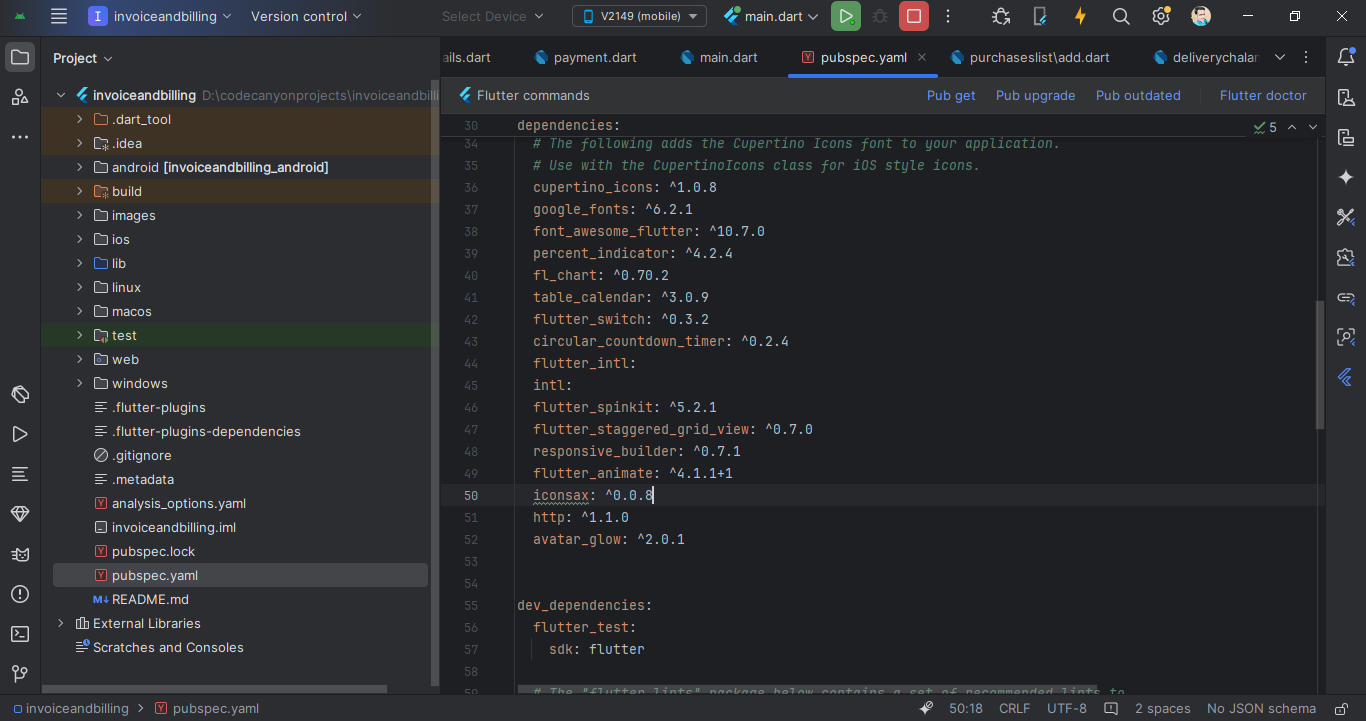 I invoiceandbilling Version control Select Device V2149 (mobile) main.dart
Project
ails.dart payment.dart main.dart pubspec.yaml purchaseslist\add.dart deliverychalan
Flutter commands Pub get Pub upgrade Pub outdated Flutter doctor
invoiceandbilling D:\codecanyonprojects\invoiceandbilli
.dart_tool
.idea
android [invoiceandbilling_android]
build
images
ios
lib
linux
macos
test
web
windows
.flutter-plugins
.flutter-plugins-dependencies
.gitignore
.metadata
analysis_options.yaml
invoiceandbilling.iml
pubspec.lock
pubspec.yaml
README.md
External Libraries
Scratches and Consoles
30 dependencies: 5
34 # The following adds the Cupertino Icons font to your application.
35 # Use with the CupertinoIcons class for iOS style icons.
36 cupertino_icons: ^1.0.8
37 google_fonts: ^6.2.1
38 font_awesome_flutter: ^10.7.0
39 percent_indicator: ^4.2.4
40 fl_chart: ^0.70.2
41 table_calendar: ^3.0.9
42 flutter_switch: ^0.3.2
43 circular_countdown_timer: ^0.2.4
44 flutter_intl:
45 intl:
46 flutter_spinkit: ^5.2.1
47 flutter_staggered_grid_view: ^0.7.0
48 responsive_builder: ^0.7.1
49 flutter_animate: ^4.1.1+1
50 iconsax: ^0.0.8
51 http: ^1.1.0
52 avatar_glow: ^2.0.1
53
54
55 dev_dependencies:
56 flutter_test:
57 sdk: flutter
58
59 # The "flutter_lints" package below contains a set of recommended lints to
invoiceandbilling > pubspec.yaml 50:18 CRLF UTF-8 2 spaces No JSON schema